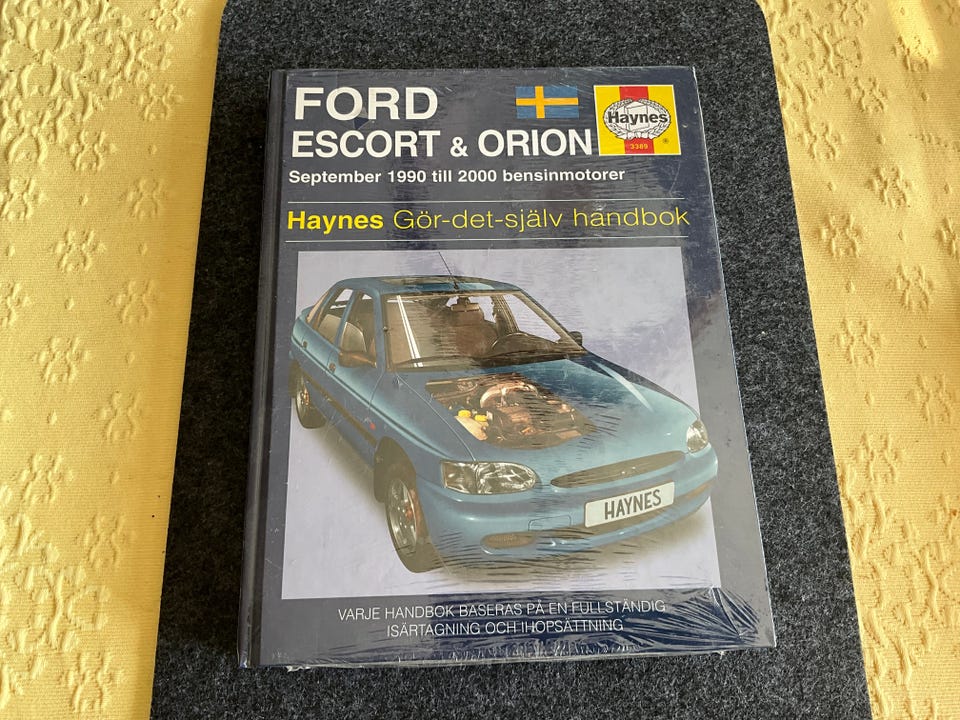 FORD
ESCORT & ORION
Haynes
3389
®
September 1990 till 2000 bensinmotorer
Haynes Gör-det-själv handbok
HAYNES
VARJE HANDBOK BASERAS PÅ EN FULLSTÄNDIG
ISÄRTAGNING OCH IHOPSÄTTNING